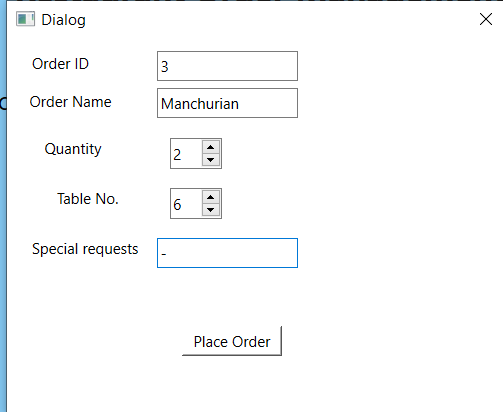 Dialog
Order ID 3
Order Name Manchurian
Quantity 2
Table No. 6
Special requests -
Place Order